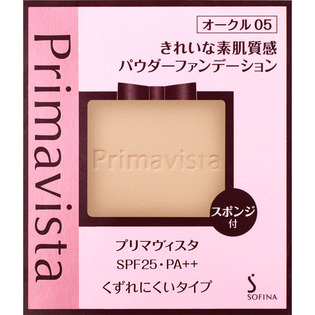 オークル 05
きれいな素肌質感
パウダーファンデーション
Primavista
Primavista
スポンジ
付
プリマヴィスタ
SPF25・PA++
くずれにくいタイプ
S
SOFINA